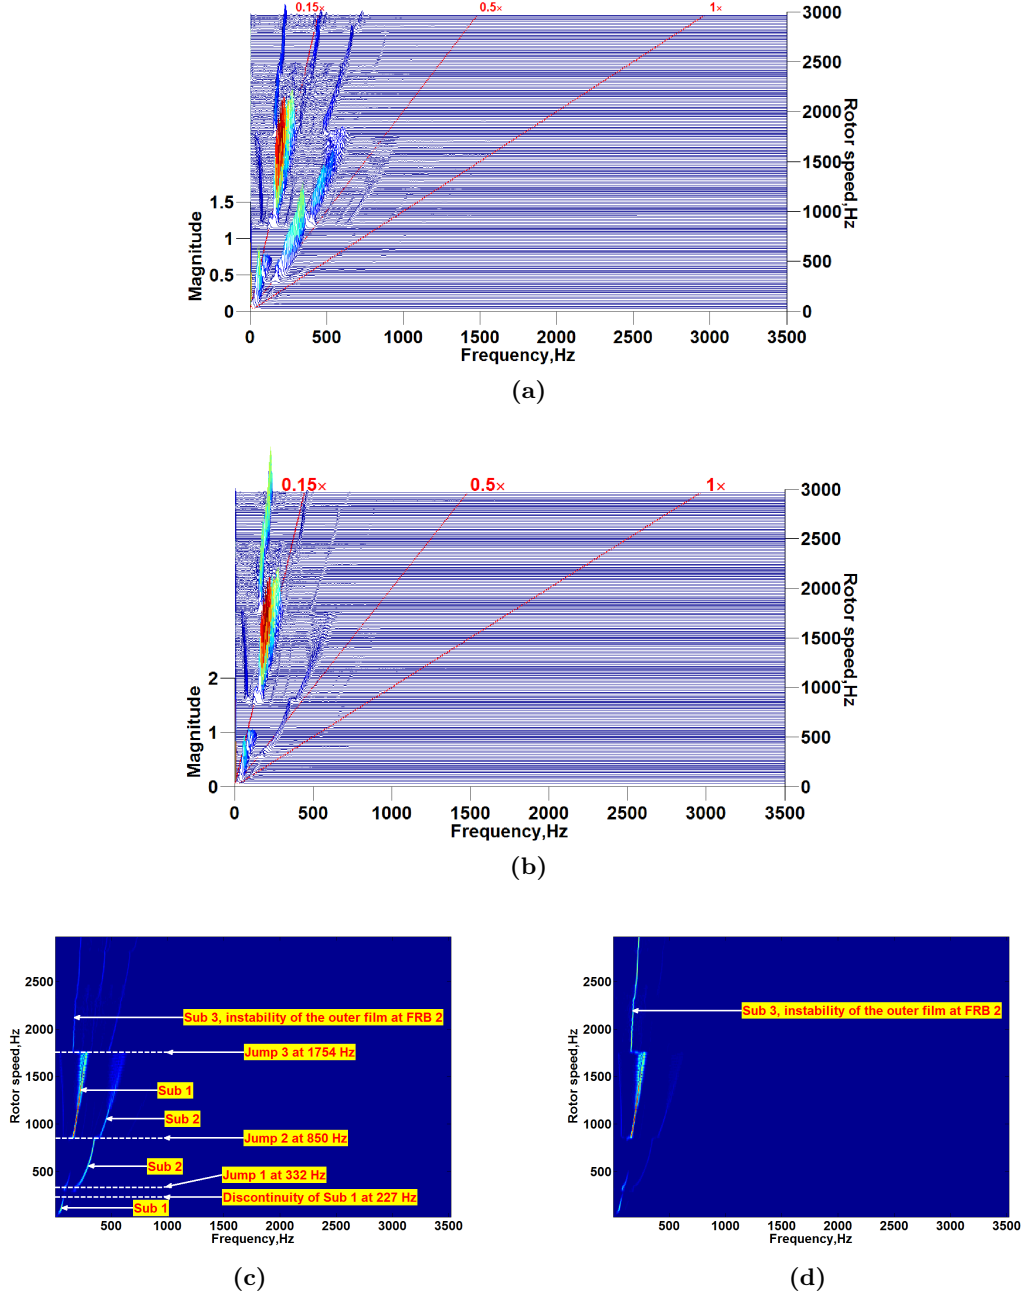 0.15×
0.5×
1×
3000
2500
2000
1500
1000
500
0
Rotor speed,Hz
1.5
1
0.5
0
Magnitude
0 500 1000 1500 2000 2500 3000 3500
Frequency,Hz
(a)
0.15×
0.5×
1×
3000
2500
2000
1500
1000
500
0
Rotor speed,Hz
2
1
0
Magnitude
0 500 1000 1500 2000 2500 3000 3500
Frequency,Hz
(b)
2500
2000
1500
1000
500
Rotor speed,Hz
Sub 3, instability of the outer film at FRB 2
Jump 3 at 1754 Hz
Sub 1
Sub 2
Jump 2 at 850 Hz
Sub 2
Jump 1 at 332 Hz
Discontinuity of Sub 1 at 227 Hz
Sub 1
500 1000 1500 2000 2500 3000 3500
Frequency,Hz
(c)
2500
2000
1500
1000
500
Rotor speed,Hz
Sub 3, instability of the outer film at FRB 2
500 1000 1500 2000 2500 3000 3500
Frequency,Hz
(d)